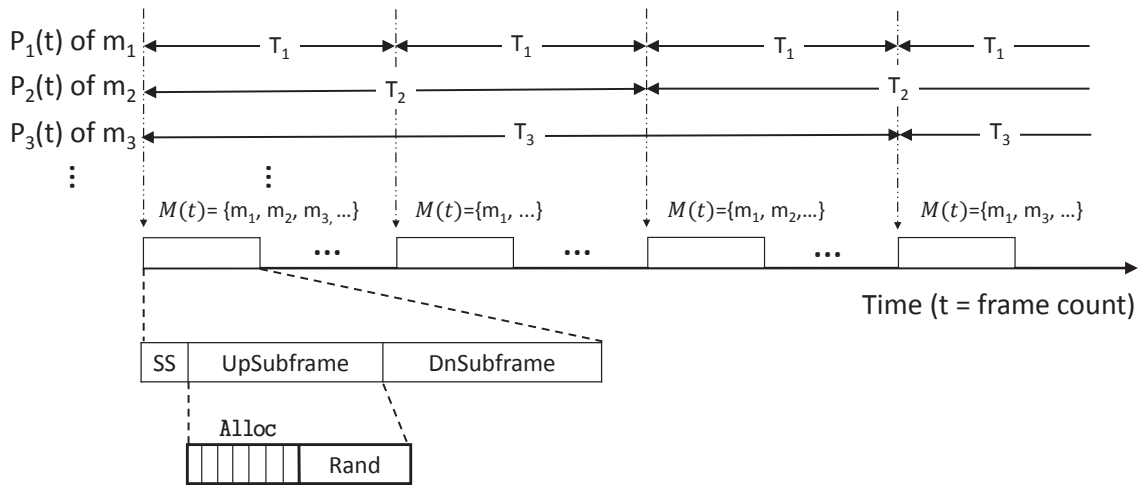 P₁(t) of m₁ T₁ T₁ T₁ T₁
P₂(t) of m₂ T₂ T₂
P₃(t) of m₃ T₃ T₃
⋮ ⋮
M(t)= {m₁, m₂, m₃, ...} M(t)={m₁, ...} M(t)={m₁, m₂,...} M(t)={m₁, m₃, ...}
... ... ...
Time (t = frame count)
SS UpSubframe DnSubframe
Alloc
Rand